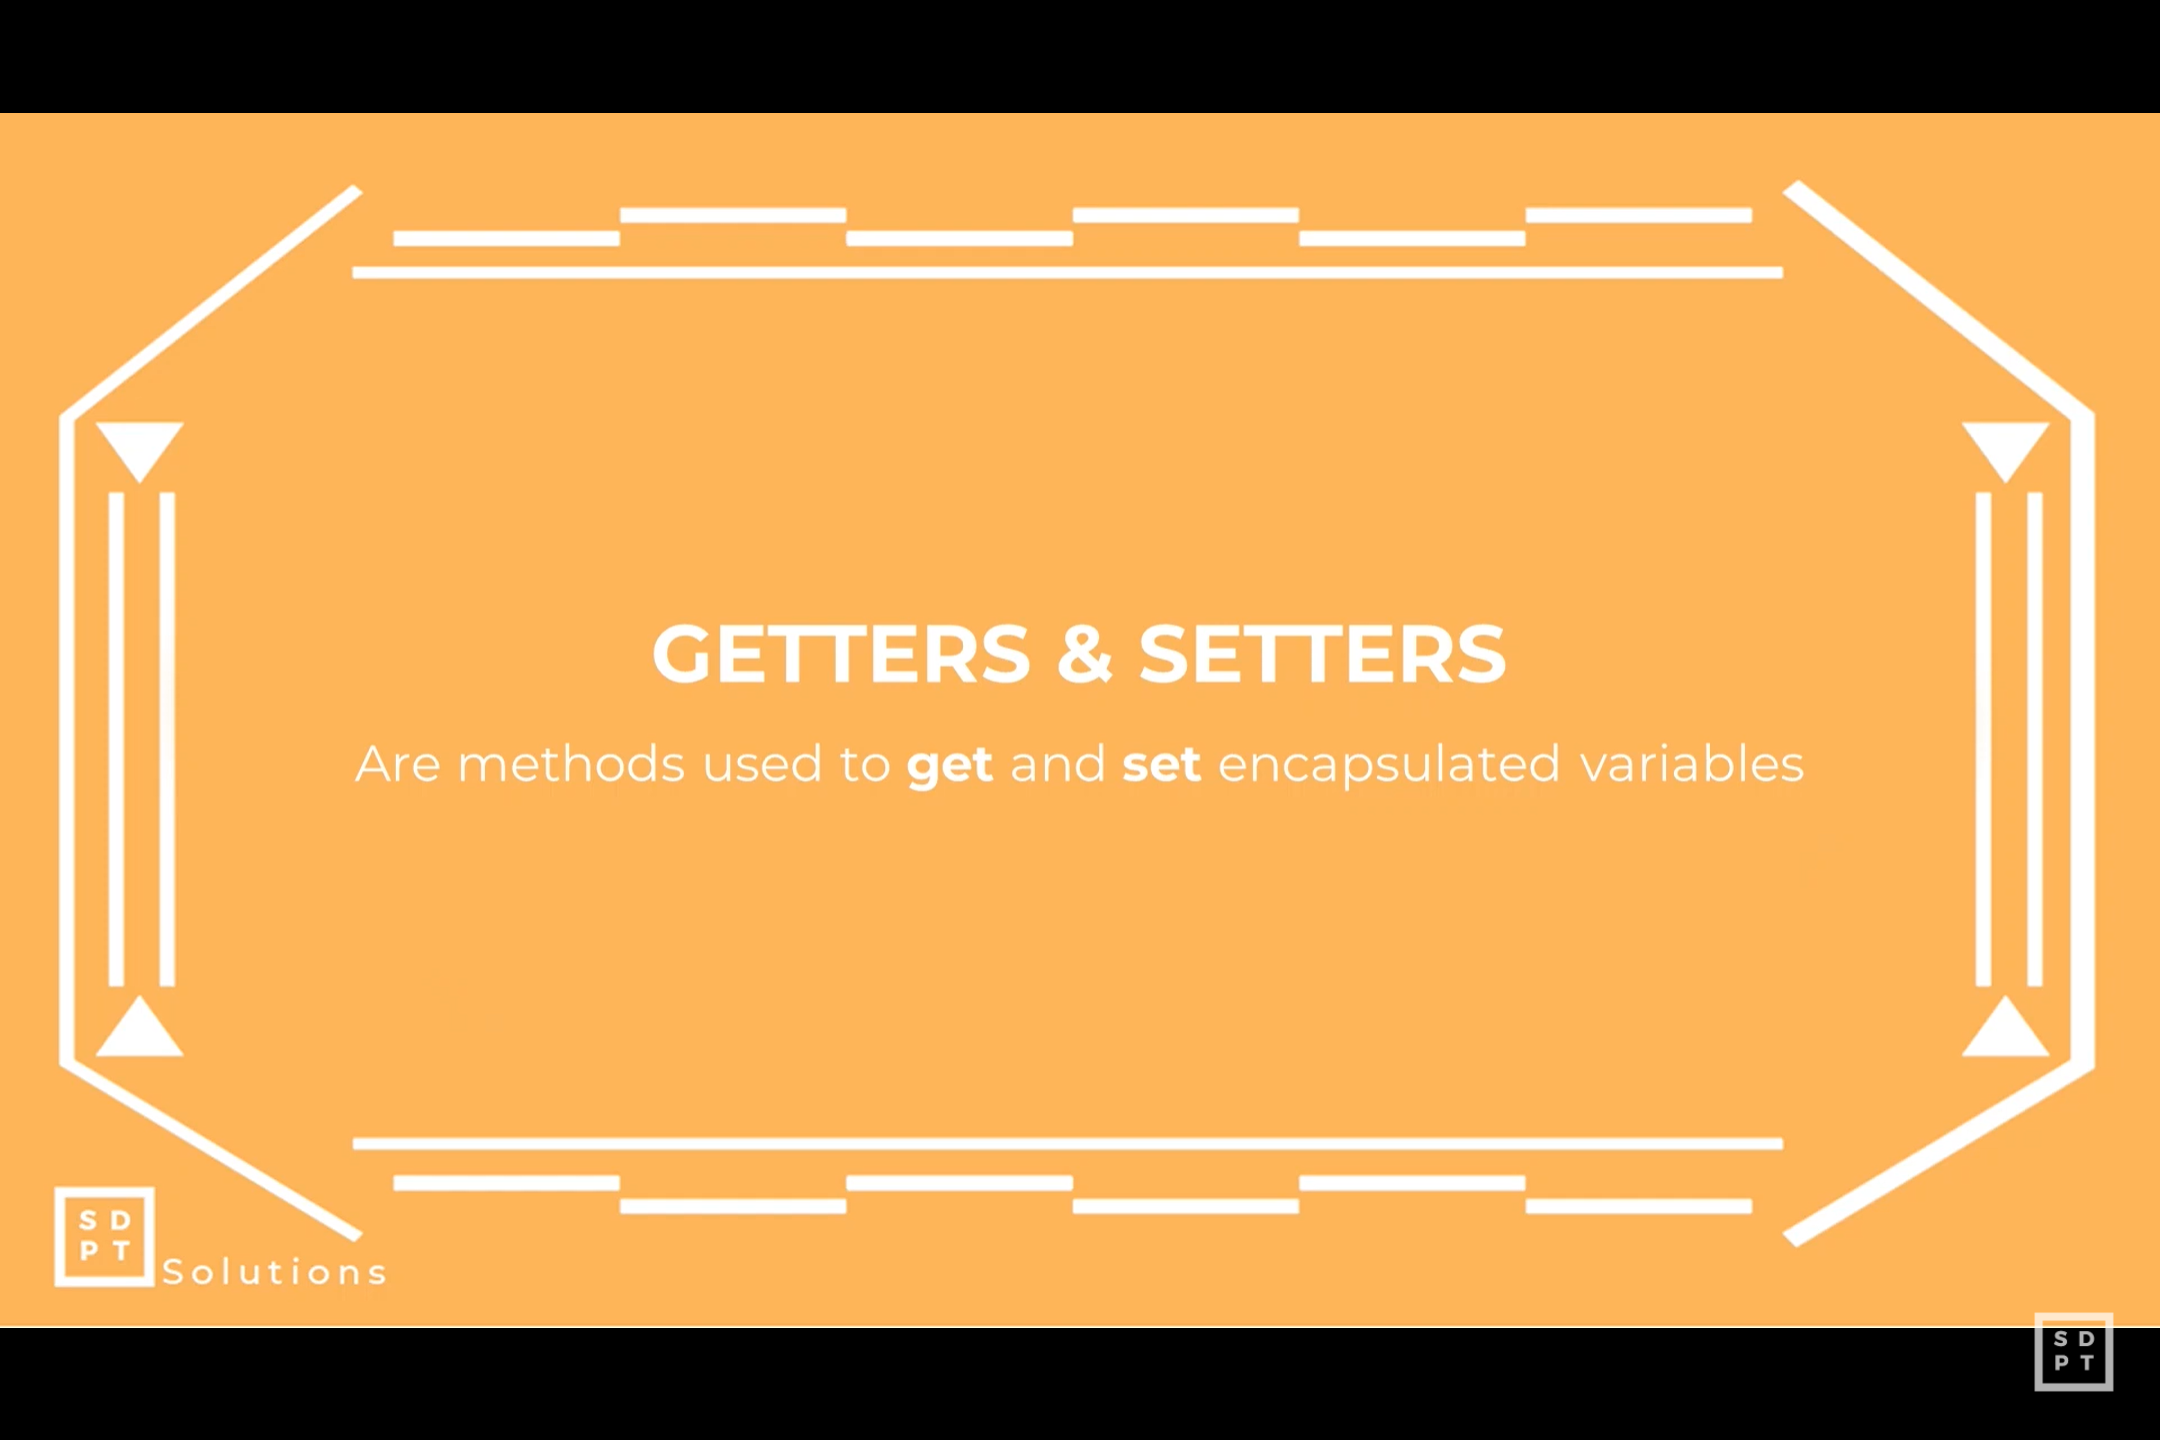 GETTERS & SETTERS
Are methods used to get and set encapsulated variables
S D
P T
Solutions
S D
P T